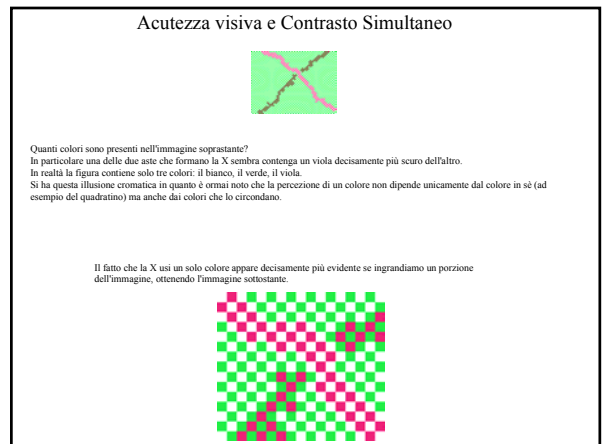 Acutezza visiva e Contrasto Simultaneo
Quanti colori sono presenti nell'immagine soprastante?
In particolare una delle due aste che formano la X sembra contenga un viola decisamente più scuro dell'altro.
In realtà la figura contiene solo tre colori: il bianco, il verde, il viola.
Si ha questa illusione cromatica in quanto è ormai noto che la percezione di un colore non dipende unicamente dal colore in sè (ad
esempio del quadratino) ma anche dai colori che lo circondano.
Il fatto che la X usi un solo colore appare decisamente più evidente se ingrandiamo un porzione
dell'immagine, ottenendo l'immagine sottostante.